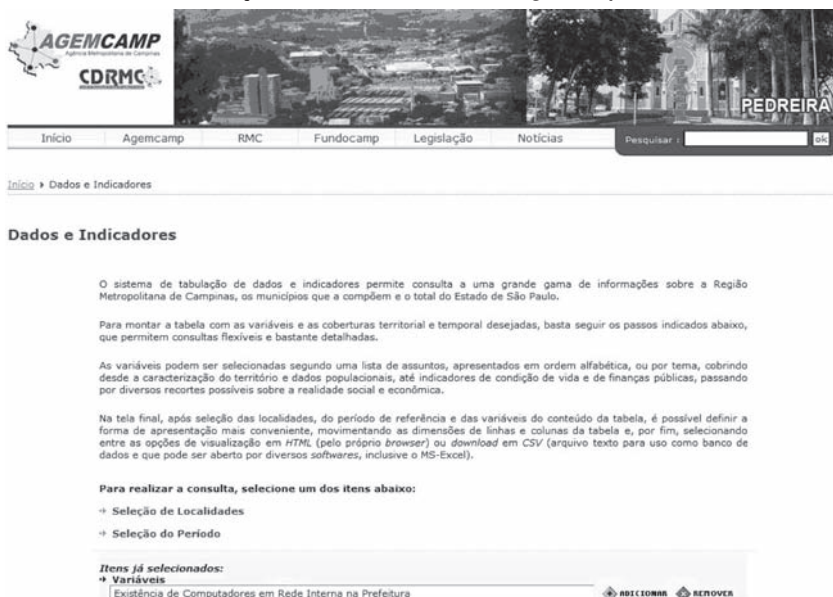 AGEMCAMP
Agência Metropolitana de Campinas
CDRMC
PEDREIRA
Início Agemcamp RMC Fundocamp Legislação Notícias Pesquisar : ok
Início Dados e Indicadores
Dados e Indicadores
O sistema de tabulação de dados e indicadores permite consulta a uma grande gama de informações sobre a Região
Metropolitana de Campinas, os municípios que a compõem e o total do Estado de São Paulo.
Para montar a tabela com as variáveis e as coberturas territorial e temporal desejadas, basta seguir os passos indicados abaixo,
que permitem consultas flexíveis e bastante detalhadas.
As variáveis podem ser selecionadas segundo uma lista de assuntos, apresentados em ordem alfabética, ou por tema, cobrindo
desde a caracterização do território e dados populacionais, até indicadores de condição de vida e de finanças públicas, passando
por diversos recortes possíveis sobre a realidade social e econômica.
Na tela final, após seleção das localidades, do período de referência e das variáveis do conteúdo da tabela, é possível definir a
forma de apresentação mais conveniente, movimentando as dimensões de linhas e colunas da tabela e, por fim, selecionando
entre as opções de visualização em HTML (pelo próprio browser) ou download em CSV (arquivo texto para uso como banco de
dados e que pode ser aberto por diversos softwares, inclusive o MS-Excel).
Para realizar a consulta, selecione um dos itens abaixo:
Seleção de Localidades
Seleção do Período
Itens já selecionados:
Variáveis
Existência de Computadores em Rede Interna na Prefeitura ADICIONAR REMOVER